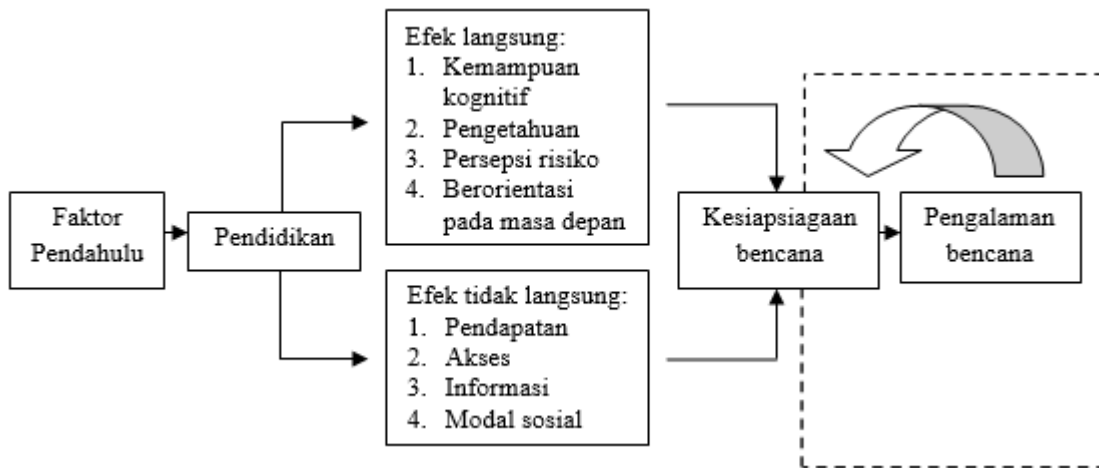 Faktor
Pendahulu
Pendidikan
Efek langsung:
1. Kemampuan
kognitif
2. Pengetahuan
3. Persepsi risiko
4. Berorientasi
pada masa depan
Efek tidak langsung:
1. Pendapatan
2. Akses
3. Informasi
4. Modal sosial
Kesiapsiagaan
bencana
Pengalaman
bencana